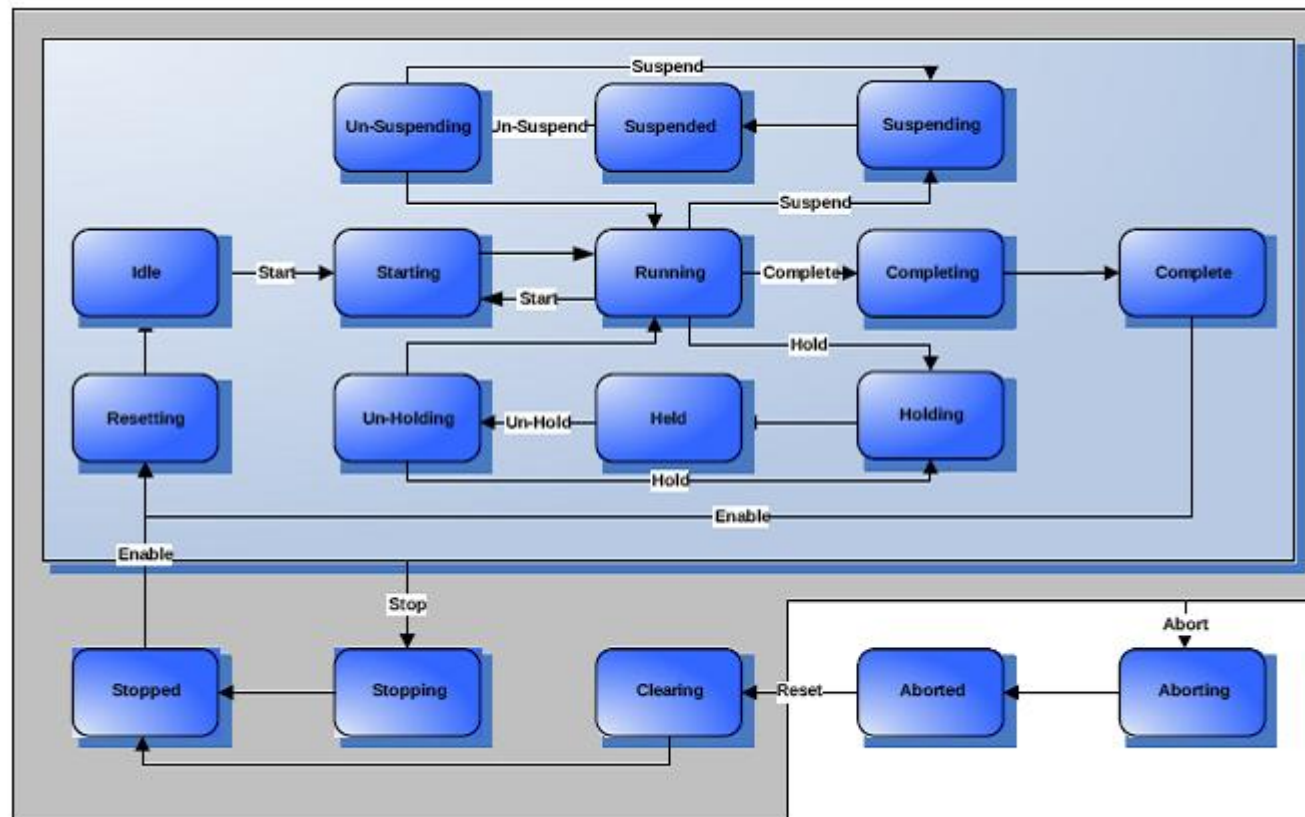 Suspend
Un-Suspending
Un-Suspend
Suspended
Suspending
Suspend
Idle
Start
Starting
Running
Complete
Completing
Complete
Start
Hold
Resetting
Un-Holding
Un-Hold
Held
Holding
Hold
Enable
Enable
Stop
Abort
Stopped
Stopping
Clearing
Reset
Aborted
Aborting